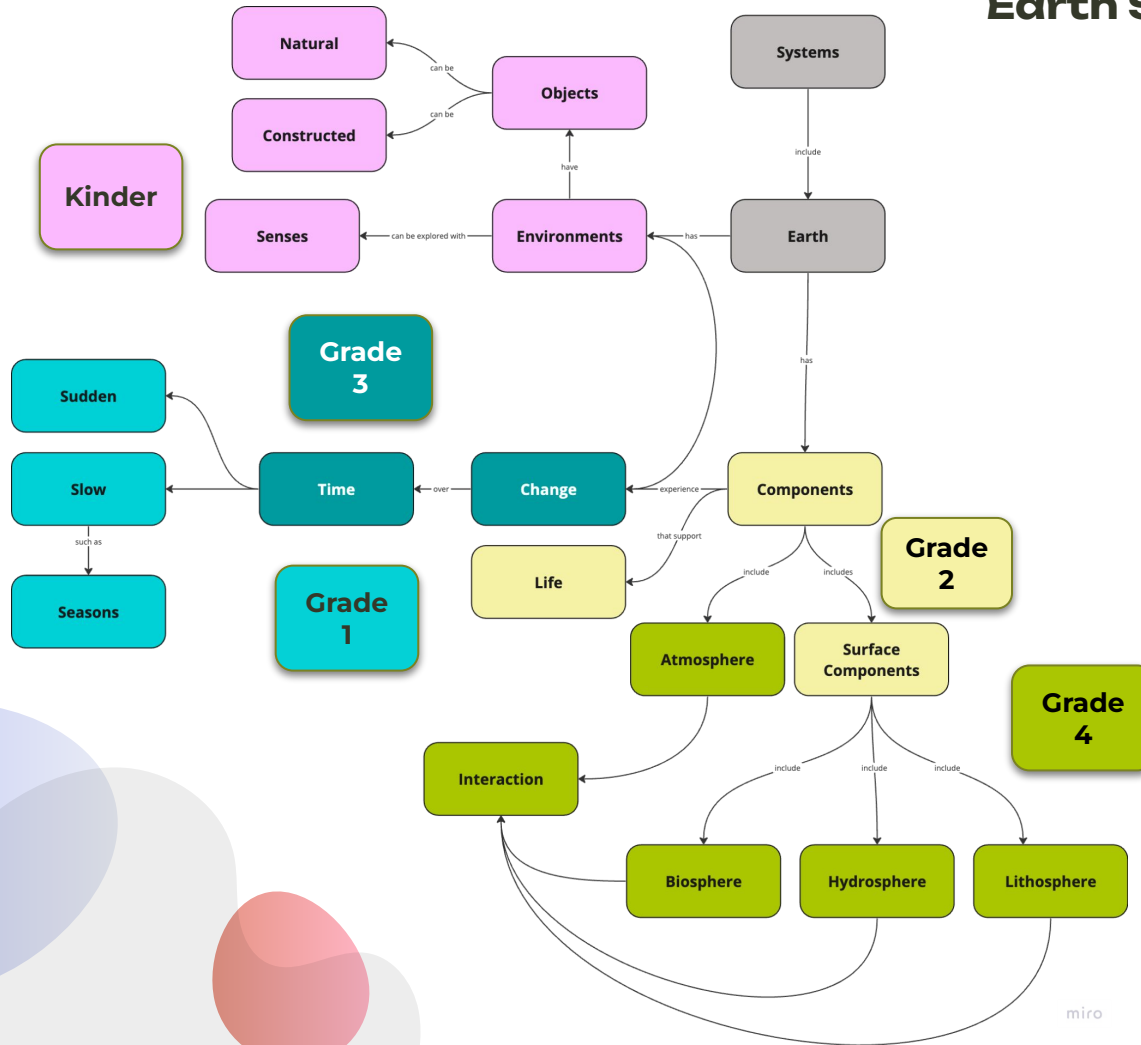 Earth S
Natural
Systems
can be
Objects
can be
Constructed
include
have
Kinder
Senses
can be explored with
Environments
has
Earth
Grade
3
has
Sudden
Slow
Time
over
Change
experience
Components
such as
that support
Grade
2
Life
Grade
1
include
includes
Seasons
Atmosphere
Surface
Components
Grade
4
Interaction
include
include
include
Biosphere
Hydrosphere
Lithosphere
miro